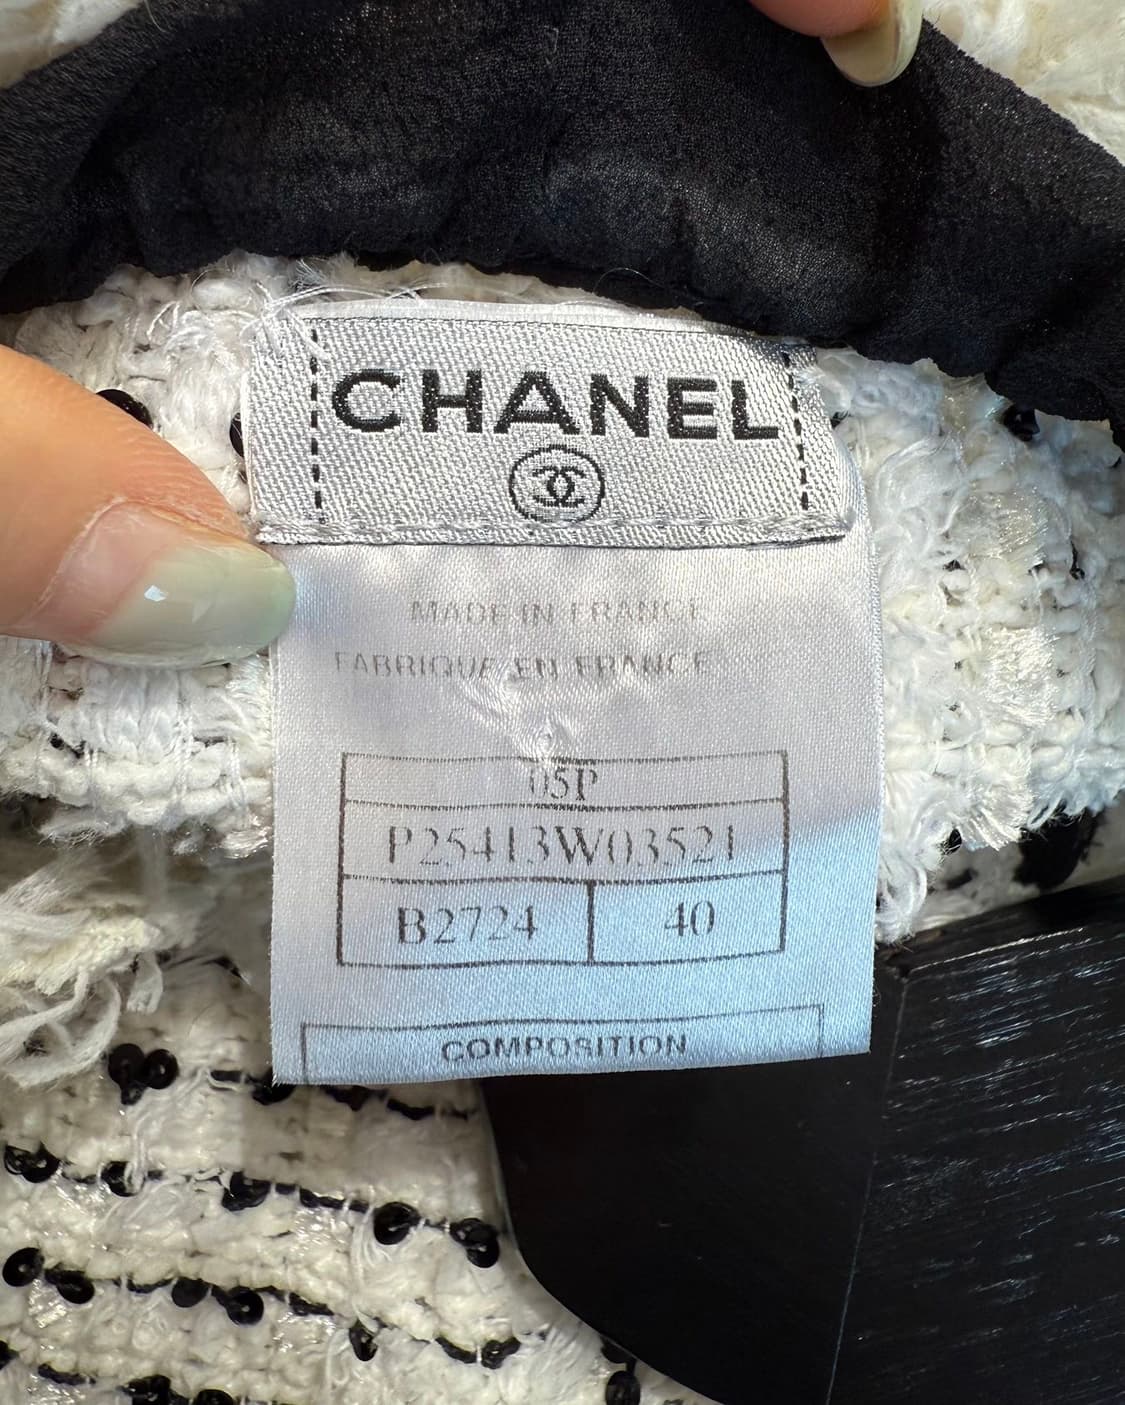 CHANEL
MADE IN FRANCE
FABRIQUE EN FRANCE
05P
P25413W03521
B2724 40
COMPOSITION